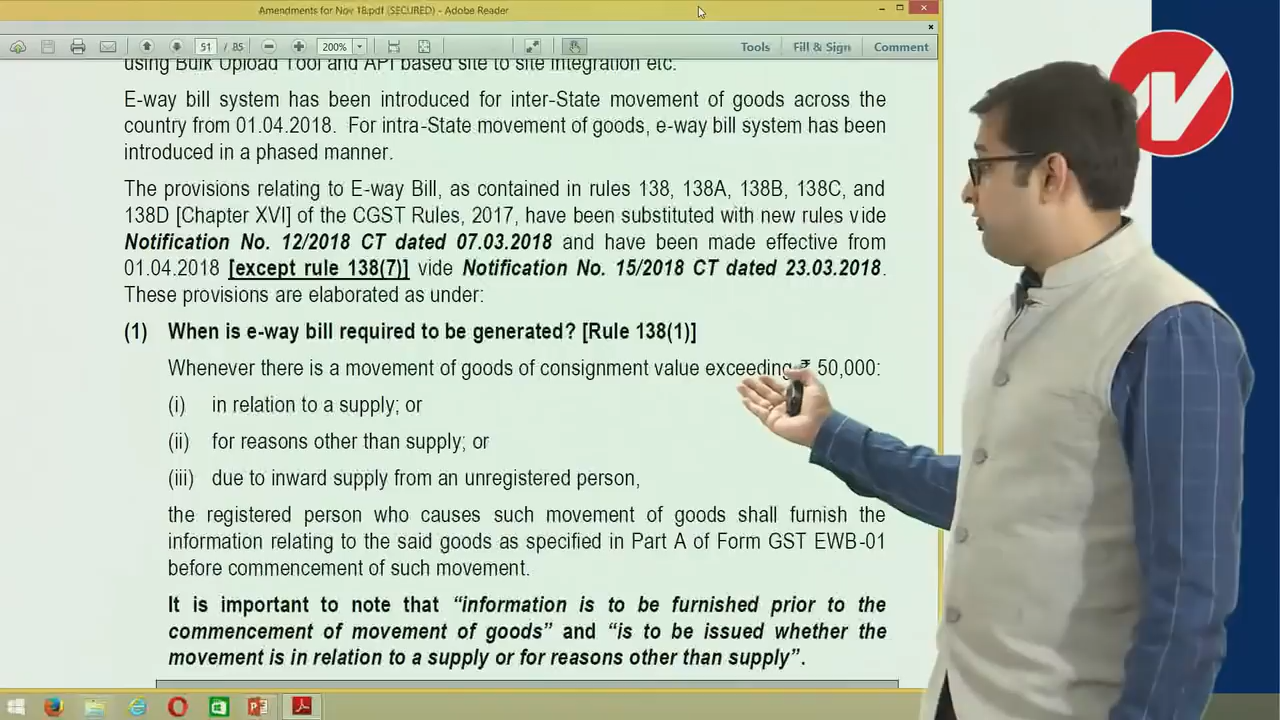 Amendments for Nov 18.pdf (SECURED) - Adobe Reader
51 / 85
200%
Tools
Fill & Sign
Comment
using Bulk Upload Tool and API based site to site integration etc.
E-way bill system has been introduced for inter-State movement of goods across the
country from 01.04.2018. For intra-State movement of goods, e-way bill system has been
introduced in a phased manner.
The provisions relating to E-way Bill, as contained in rules 138, 138A, 138B, 138C, and
138D [Chapter XVI] of the CGST Rules, 2017, have been substituted with new rules vide
Notification No. 12/2018 CT dated 07.03.2018 and have been made effective from
01.04.2018 [except rule 138(7)] vide Notification No. 15/2018 CT dated 23.03.2018.
These provisions are elaborated as under:
(1) When is e-way bill required to be generated? [Rule 138(1)]
Whenever there is a movement of goods of consignment value exceeding ₹ 50,000:
(i) in relation to a supply; or
(ii) for reasons other than supply; or
(iii) due to inward supply from an unregistered person,
the registered person who causes such movement of goods shall furnish the
information relating to the said goods as specified in Part A of Form GST EWB-01
before commencement of such movement.
It is important to note that “information is to be furnished prior to the
commencement of movement of goods” and “is to be issued whether the
movement is in relation to a supply or for reasons other than supply”.